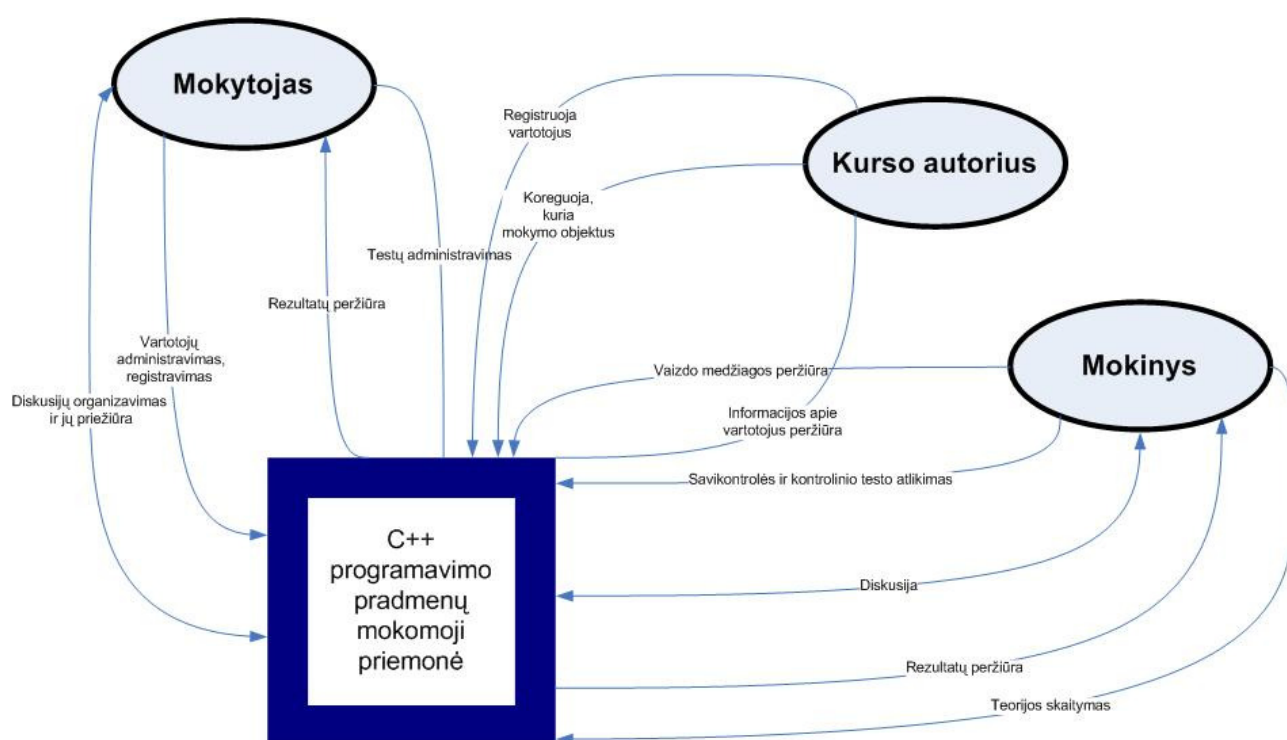 Mokytojas
Kurso autorius
Registruoja
vartotojus
Koreguoja,
kuria
mokymo objektus
Testų administravimas
Rezultatų peržiūra
Vartotojų
administravimas,
registravimas
Diskusijų organizavimas
ir jų priežiūra
Mokinys
Vaizdo medžiagos peržiūra
Informacijos apie
vartotojus peržiūra
Savikontrolės ir kontrolinio testo atlikimas
C++
programavimo
pradmenų
mokomoji
priemonė
Diskusija
Rezultatų peržiūra
Teorijos skaitymas